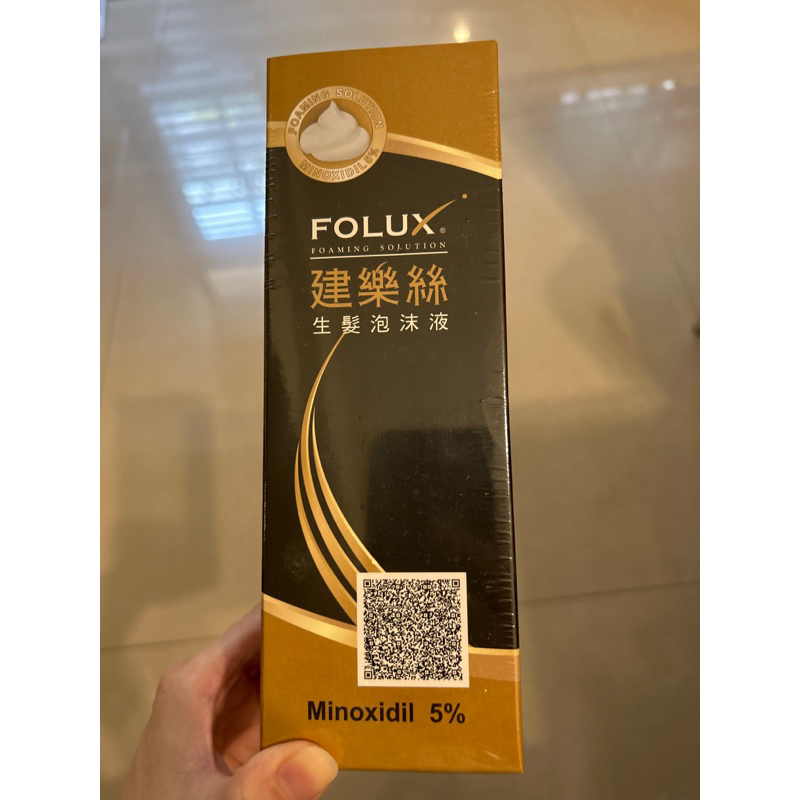 FOAMING SOLUTION
MINOXIDIL 5%
FOLUX®
FOAMING SOLUTION
建樂絲
生髮泡沫液
Minoxidil 5%